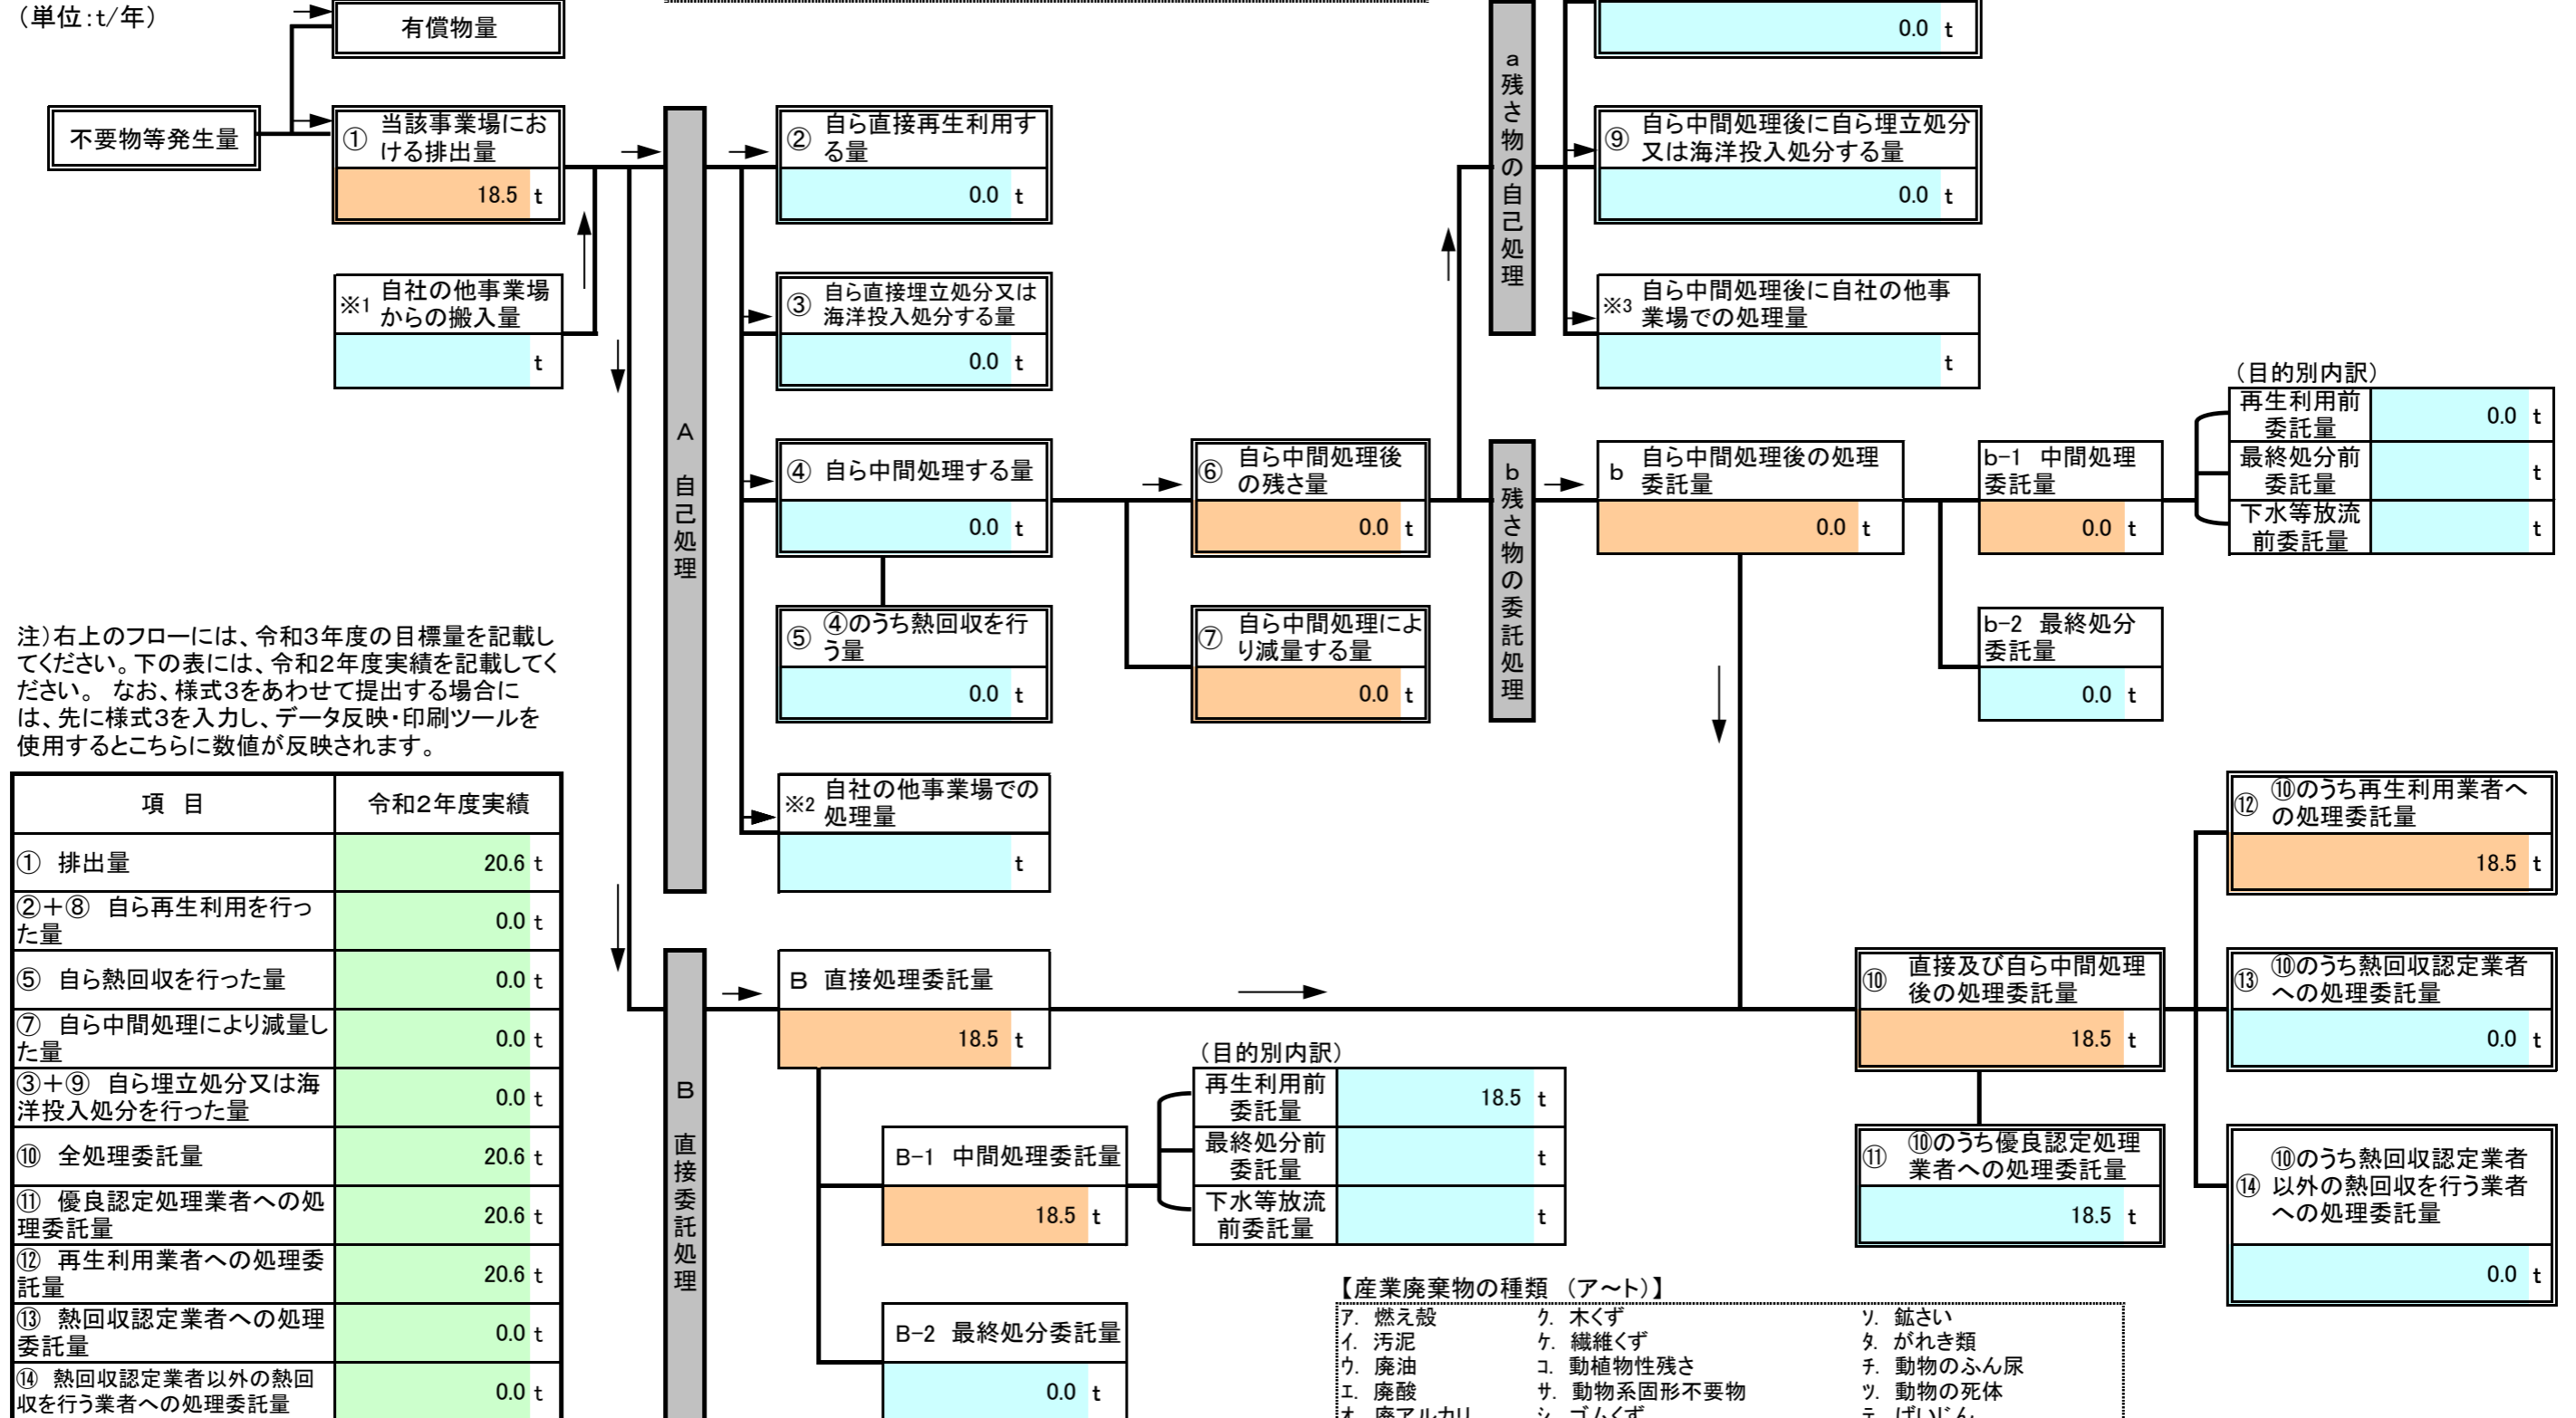 （単位：t/年）
有償物量
不要物等発生量
① 当該事業場にお
ける排出量
18.5 t
※1 自社の他事業場
からの搬入量
t
A 自己処理
② 自ら直接再生利用す
る量
0.0 t
③ 自ら直接埋立処分又は
海洋投入処分する量
0.0 t
④ 自ら中間処理する量
0.0 t
⑤ ④のうち熱回収を行
う量
0.0 t
※2 自社の他事業場での
処理量
t
⑥ 自ら中間処理後
の残さ量
0.0 t
⑦ 自ら中間処理によ
り減量する量
0.0 t
a 残さ物の自己処理
0.0 t
⑨ 自ら中間処理後に自ら埋立処分
又は海洋投入処分する量
0.0 t
※3 自ら中間処理後に自社の他事
業場での処理量
t
b 残さ物の委託処理
b 自ら中間処理後の処理
委託量
0.0 t
b-1 中間処理
委託量
0.0 t
（目的別内訳）
再生利用前
委託量
0.0 t
最終処分前
委託量
t
下水等放流
前委託量
t
b-2 最終処分
委託量
0.0 t
注）右上のフローには、令和3年度の目標量を記載し
てください。下の表には、令和2年度実績を記載してく
ださい。 なお、様式3をあわせて提出する場合に
は、先に様式3を入力し、データ反映・印刷ツールを
使用するとこちらに数値が反映されます。
項 目 令和2年度実績
① 排出量 20.6 t
②＋⑧ 自ら再生利用を行っ
た量 0.0 t
⑤ 自ら熱回収を行った量 0.0 t
⑦ 自ら中間処理により減量し
た量 0.0 t
③＋⑨ 自ら埋立処分又は海
洋投入処分を行った量 0.0 t
⑩ 全処理委託量 20.6 t
⑪ 優良認定処理業者への処
理委託量 20.6 t
⑫ 再生利用業者への処理委
託量 20.6 t
⑬ 熱回収認定業者への処理
委託量 0.0 t
⑭ 熱回収認定業者以外の熱回
収を行う業者への処理委託量 0.0 t
B 直接委託処理
B 直接処理委託量
18.5 t
B-1 中間処理委託量
18.5 t
（目的別内訳）
再生利用前
委託量
18.5 t
最終処分前
委託量
t
下水等放流
前委託量
t
B-2 最終処分委託量
0.0 t
⑩ 直接及び自ら中間処理
後の処理委託量
18.5 t
⑪ ⑩のうち優良認定処理
業者への処理委託量
18.5 t
⑫ ⑩のうち再生利用業者へ
の処理委託量
18.5 t
⑬ ⑩のうち熱回収認定業者
への処理委託量
0.0 t
⑭ ⑩のうち熱回収認定業者
以外の熱回収を行う業者
への処理委託量
0.0 t
【産業廃棄物の種類 （ア～ト）】
ｱ. 燃え殻 ｸ. 木くず ｿ. 鉱さい
ｲ. 汚泥 ｹ. 繊維くず ﾀ. がれき類
ｳ. 廃油 ｺ. 動植物性残さ ﾁ. 動物のふん尿
ｴ. 廃酸 ｻ. 動物系固形不要物 ﾂ. 動物の死体
ｵ. 廃アルカリ ｼ. ゴムくず ﾃ. ばいじん